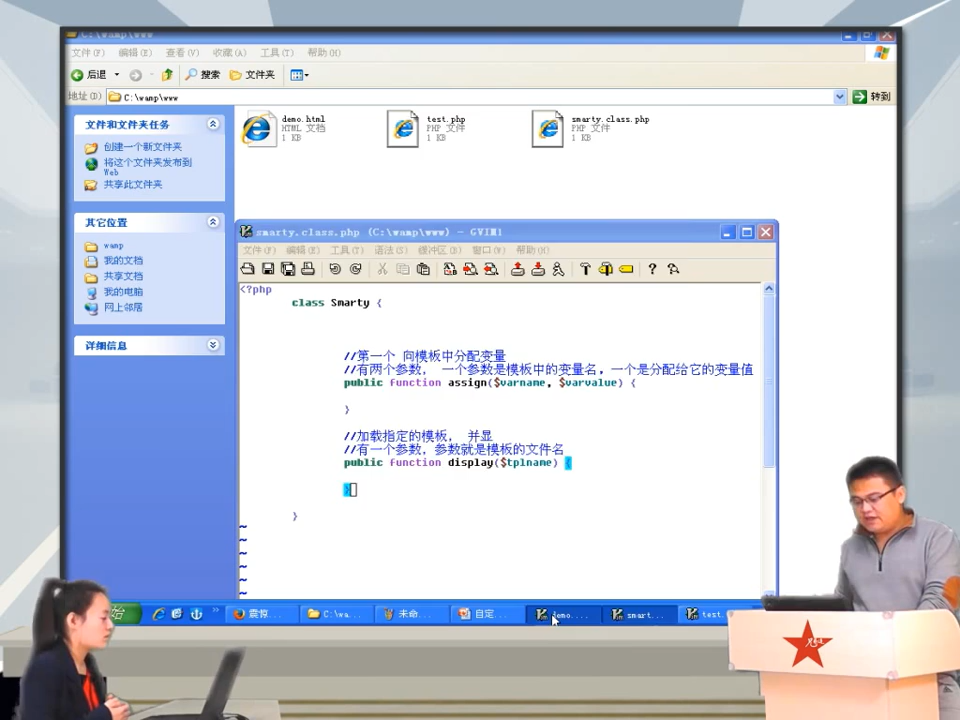 C:\wamp\www
文件(F) 编辑(E) 查看(V) 收藏(A) 工具(T) 帮助(H)
后退 搜索 文件夹
地址(D) C:\wamp\www 转到
文件和文件夹任务
创建一个新文件夹
将这个文件夹发布到
Web
共享此文件夹
其它位置
wamp
我的文档
共享文档
我的电脑
网上邻居
详细信息
demo.html
HTML 文档
1 KB
test.php
PHP 文件
1 KB
smarty.class.php
PHP 文件
1 KB
smarty.class.php (C:\wamp\www) - GVIM1
文件(F) 编辑(E) 工具(T) 语法(S) 缓冲区(B) 窗口(W) 帮助(H)
<?php
class Smarty {
//第一个 向模板中分配变量
//有两个参数， 一个参数是模板中的变量名，一个是分配给它的变量值
public function assign($varname, $varvalue) {
}
//加载指定的模板， 并显
//有一个参数，参数就是模板的文件名
public function display($tplname) {
}
}
~
~
~
~
~
~
始 C:\wa... 未命... 自定... demo.... smart... test.